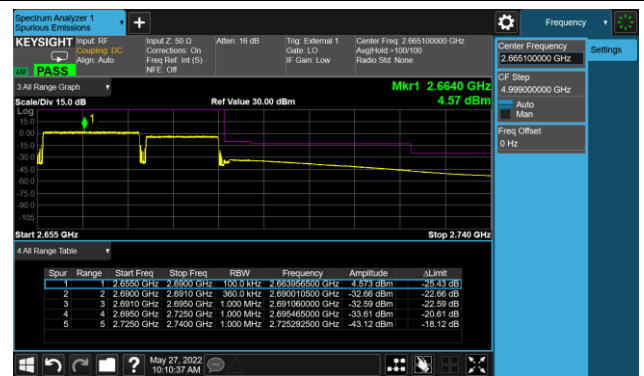 Spectrum Analyzer 1
Spurious Emissions
Frequency
KEYSIGHT Input: RF
Coupling: DC
Align: Auto
PASS
Input Z: 50 Ω
Corrections: On
Freq Ref: Int (S)
NFE: Off
Atten: 16 dB
Trig: External 1
Gate: LO
IF Gain: Low
Center Freq: 2.665100000 GHz
Avg|Hold:>100/100
Radio Std: None
Center Frequency
2.665100000 GHz
Settings
CF Step
4.999000000 GHz
Auto
Man
Freq Offset
0 Hz
3 All Range Graph
Mkr1 2.6640 GHz
Scale/Div 15.0 dB
Ref Value 30.00 dBm
4.57 dBm
Log
15.0
0.00
-15.0
-30.0
-45.0
-60.0
-75.0
-90.0
-105
1
Start 2.655 GHz
Stop 2.740 GHz
4 All Range Table
Spur Range Start Freq Stop Freq RBW Frequency Amplitude ΔLimit
1 1 2.6550 GHz 2.6900 GHz 100.0 kHz 2.663956500 GHz 4.573 dBm -25.43 dB
2 2 2.6900 GHz 2.6910 GHz 360.0 kHz 2.690010500 GHz -32.66 dBm -22.66 dB
3 3 2.6910 GHz 2.6950 GHz 1.000 MHz 2.691060000 GHz -32.59 dBm -22.59 dB
4 4 2.6950 GHz 2.7250 GHz 1.000 MHz 2.695465000 GHz -33.61 dBm -20.61 dB
5 5 2.7250 GHz 2.7400 GHz 1.000 MHz 2.725292500 GHz -43.12 dBm -18.12 dB
May 27, 2022
10:10:37 AM